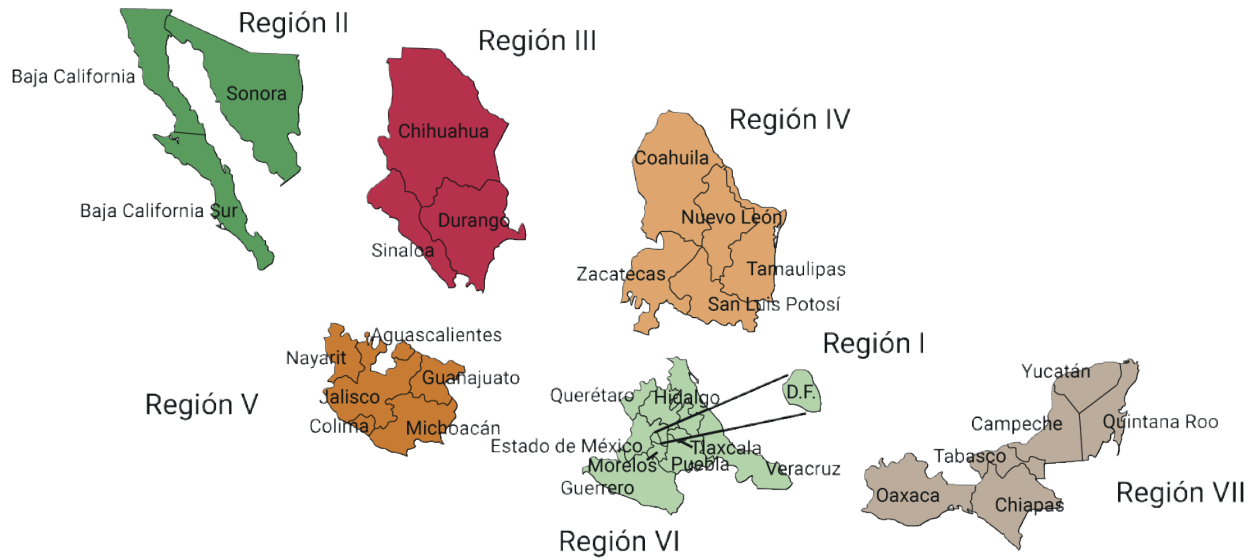 Región II
Baja California
Sonora
Baja California Sur
Región III
Chihuahua
Durango
Sinaloa
Región IV
Coahuila
Nuevo León
Zacatecas
Tamaulipas
San Luis Potosí
Región V
Aguascalientes
Nayarit
Guanajuato
Jalisco
Colima
Michoacán
Región I
D.F.
Querétaro
Hidalgo
Estado de México
Tlaxcala
Morelos
Puebla
Veracruz
Guerrero
Región VI
Yucatán
Campeche
Quintana Roo
Tabasco
Oaxaca
Chiapas
Región VII